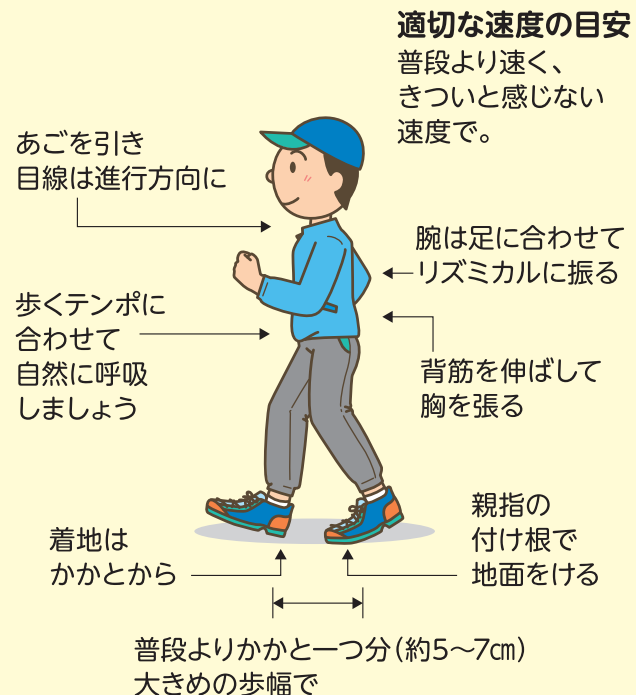 適切な速度の目安
普段より速く、
きついと感じない
速度で。
あごを引き
目線は進行方向に
腕は足に合わせて
リズミカルに振る
歩くテンポに
合わせて
自然に呼吸
しましょう
背筋を伸ばして
胸を張る
着地は
かかとから
親指の
付け根で
地面をける
普段よりかかと一つ分（約5～7㎝）
大きめの歩幅で